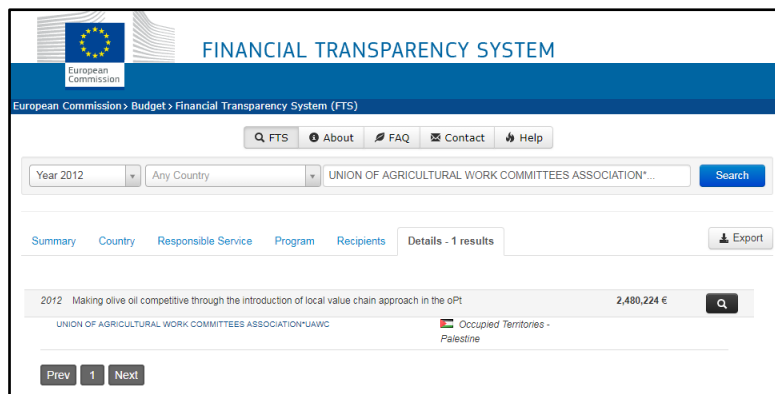 European
Commission
FINANCIAL TRANSPARENCY SYSTEM
European Commission > Budget > Financial Transparency System (FTS)
FTS About FAQ Contact Help
Year 2012 Any Country UNION OF AGRICULTURAL WORK COMMITTEES ASSOCIATION*... Search
Summary Country Responsible Service Program Recipients Details - 1 results Export
2012 Making olive oil competitive through the introduction of local value chain approach in the oPt 2,480,224 €
UNION OF AGRICULTURAL WORK COMMITTEES ASSOCIATION*UAWC Occupied Territories -
Palestine
Prev 1 Next